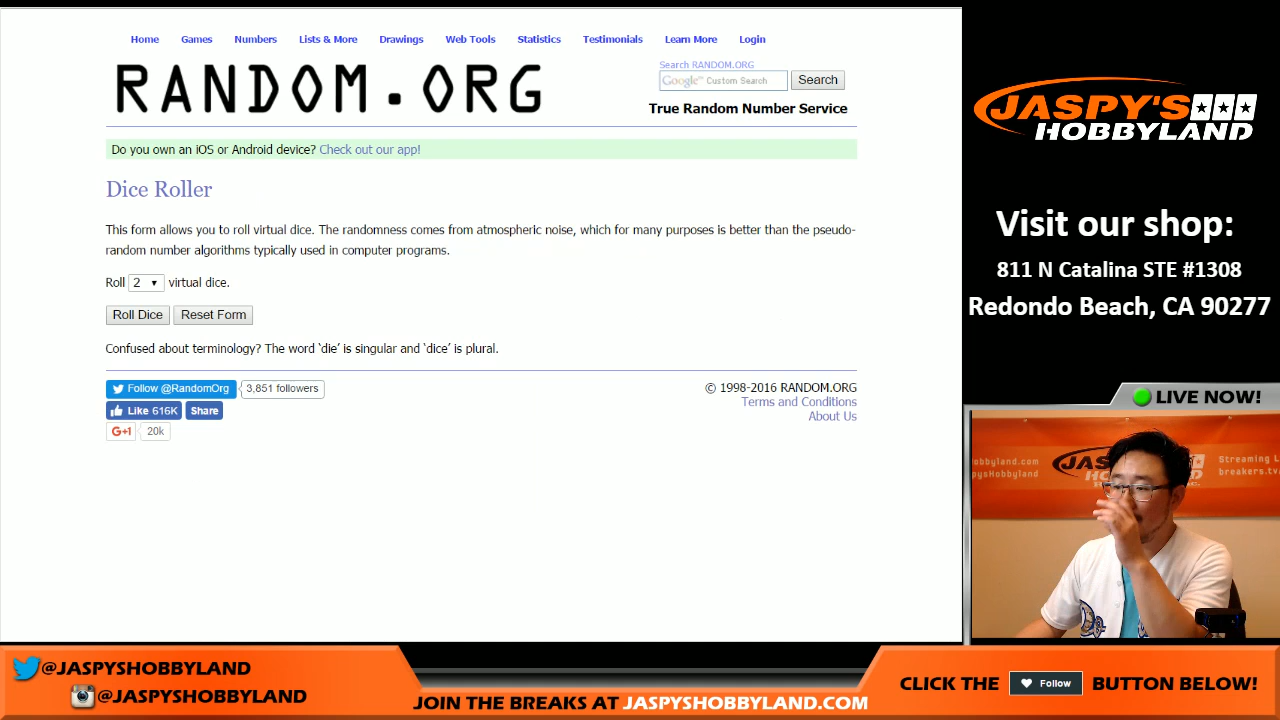 Home Games Numbers Lists & More Drawings Web Tools Statistics Testimonials Learn More Login
RANDOM.ORG
Search RANDOM.ORG
Google™ Custom Search Search
True Random Number Service
Do you own an iOS or Android device? Check out our app!
Dice Roller
This form allows you to roll virtual dice. The randomness comes from atmospheric noise, which for many purposes is better than the pseudo-
random number algorithms typically used in computer programs.
Roll 2 virtual dice.
Roll Dice Reset Form
Confused about terminology? The word ‘die’ is singular and ‘dice’ is plural.
Follow @RandomOrg 3,851 followers
Like 616K Share
G+1 20k
© 1998-2016 RANDOM.ORG
Terms and Conditions
About Us
JASPY'S
HOBBYLAND
Visit our shop:
811 N Catalina STE #1308
Redondo Beach, CA 90277
LIVE NOW!
Streaming L
breakers.tv
@JASPYSHOBBYLAND
@JASPYSHOBBYLAND
JOIN THE BREAKS AT JASPYSHOBBYLAND.COM
CLICK THE Follow BUTTON BELOW!